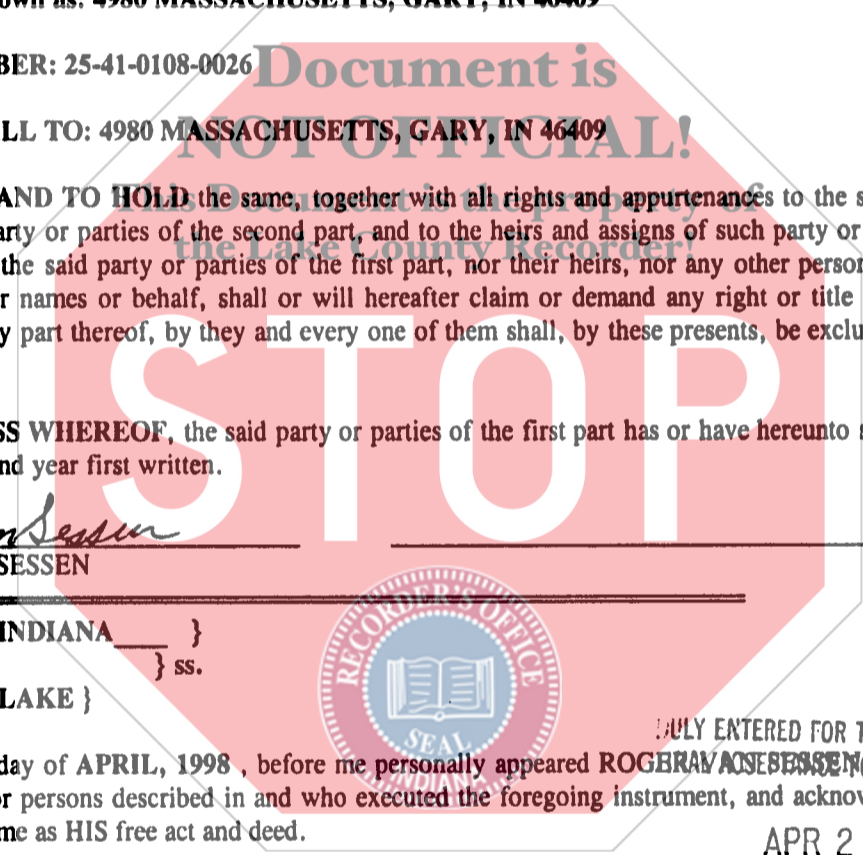 own as: 4980 MASSACHUSETTS, GARY, IN 46409
BER: 25-41-0108-0026
Document is
LL TO: 4980 MASSACHUSETTS, GARY, IN 46409
NOT OFFICIAL!
AND TO HOLD the same, together with all rights and appurtenances to the s
This Document is the property of
arty or parties of the second part, and to the heirs and assigns of such party or
the Lake County Recorder!
the said party or parties of the first part, nor their heirs, nor any other person
r names or behalf, shall or will hereafter claim or demand any right or title
y part thereof, by they and every one of them shall, by these presents, be exclu
STOP
SS WHEREOF, the said party or parties of the first part has or have hereunto s
nd year first written.
n Sessen
SESSEN
RECORDER'S OFFICE
SEAL
INDIANA
INDIANA____ }
} ss.
LAKE }
DULY ENTERED FOR T
day of APRIL, 1998 , before me personally appeared ROGER VAN SESSEN
or persons described in and who executed the foregoing instrument, and acknow
me as HIS free act and deed.
APR 2